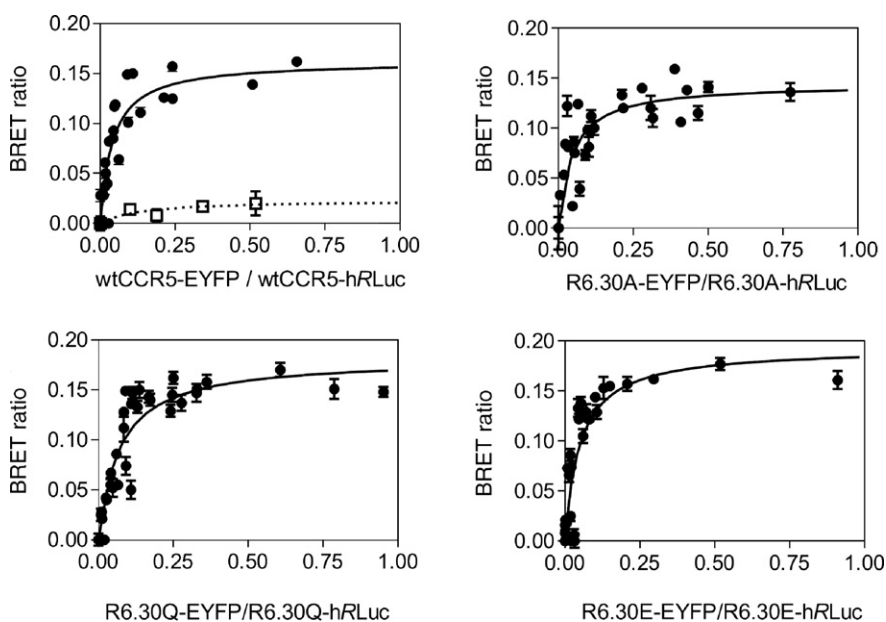 BRET ratio
0.20
0.15
0.10
0.05
0.00
0.00 0.25 0.50 0.75 1.00
wtCCR5-EYFP / wtCCR5-hRLuc
BRET ratio
0.20
0.15
0.10
0.05
0.00
0.00 0.25 0.50 0.75 1.00
R6.30A-EYFP/R6.30A-hRLuc
BRET ratio
0.20
0.15
0.10
0.05
0.00
0.00 0.25 0.50 0.75 1.00
R6.30Q-EYFP/R6.30Q-hRLuc
BRET ratio
0.20
0.15
0.10
0.05
0.00
0.00 0.25 0.50 0.75 1.00
R6.30E-EYFP/R6.30E-hRLuc